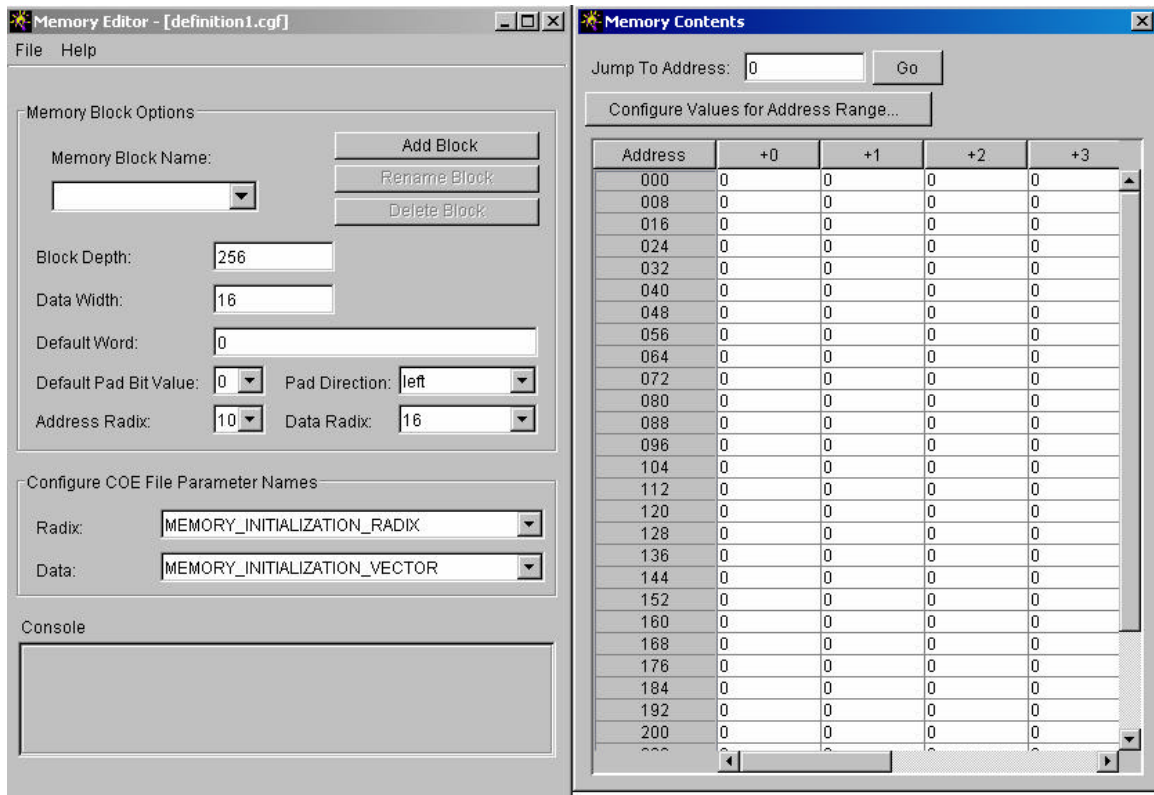 Memory Editor - [definition1.cgf]
File Help
Memory Block Options
Memory Block Name:
Add Block
Rename Block
Delete Block
Block Depth: 256
Data Width: 16
Default Word: 0
Default Pad Bit Value: 0 Pad Direction: left
Address Radix: 10 Data Radix: 16
Configure COE File Parameter Names
Radix: MEMORY_INITIALIZATION_RADIX
Data: MEMORY_INITIALIZATION_VECTOR
Console
Memory Contents
Jump To Address: 0 Go
Configure Values for Address Range...
Address +0 +1 +2 +3
000 0 0 0 0
008 0 0 0 0
016 0 0 0 0
024 0 0 0 0
032 0 0 0 0
040 0 0 0 0
048 0 0 0 0
056 0 0 0 0
064 0 0 0 0
072 0 0 0 0
080 0 0 0 0
088 0 0 0 0
096 0 0 0 0
104 0 0 0 0
112 0 0 0 0
120 0 0 0 0
128 0 0 0 0
136 0 0 0 0
144 0 0 0 0
152 0 0 0 0
160 0 0 0 0
168 0 0 0 0
176 0 0 0 0
184 0 0 0 0
192 0 0 0 0
200 0 0 0 0